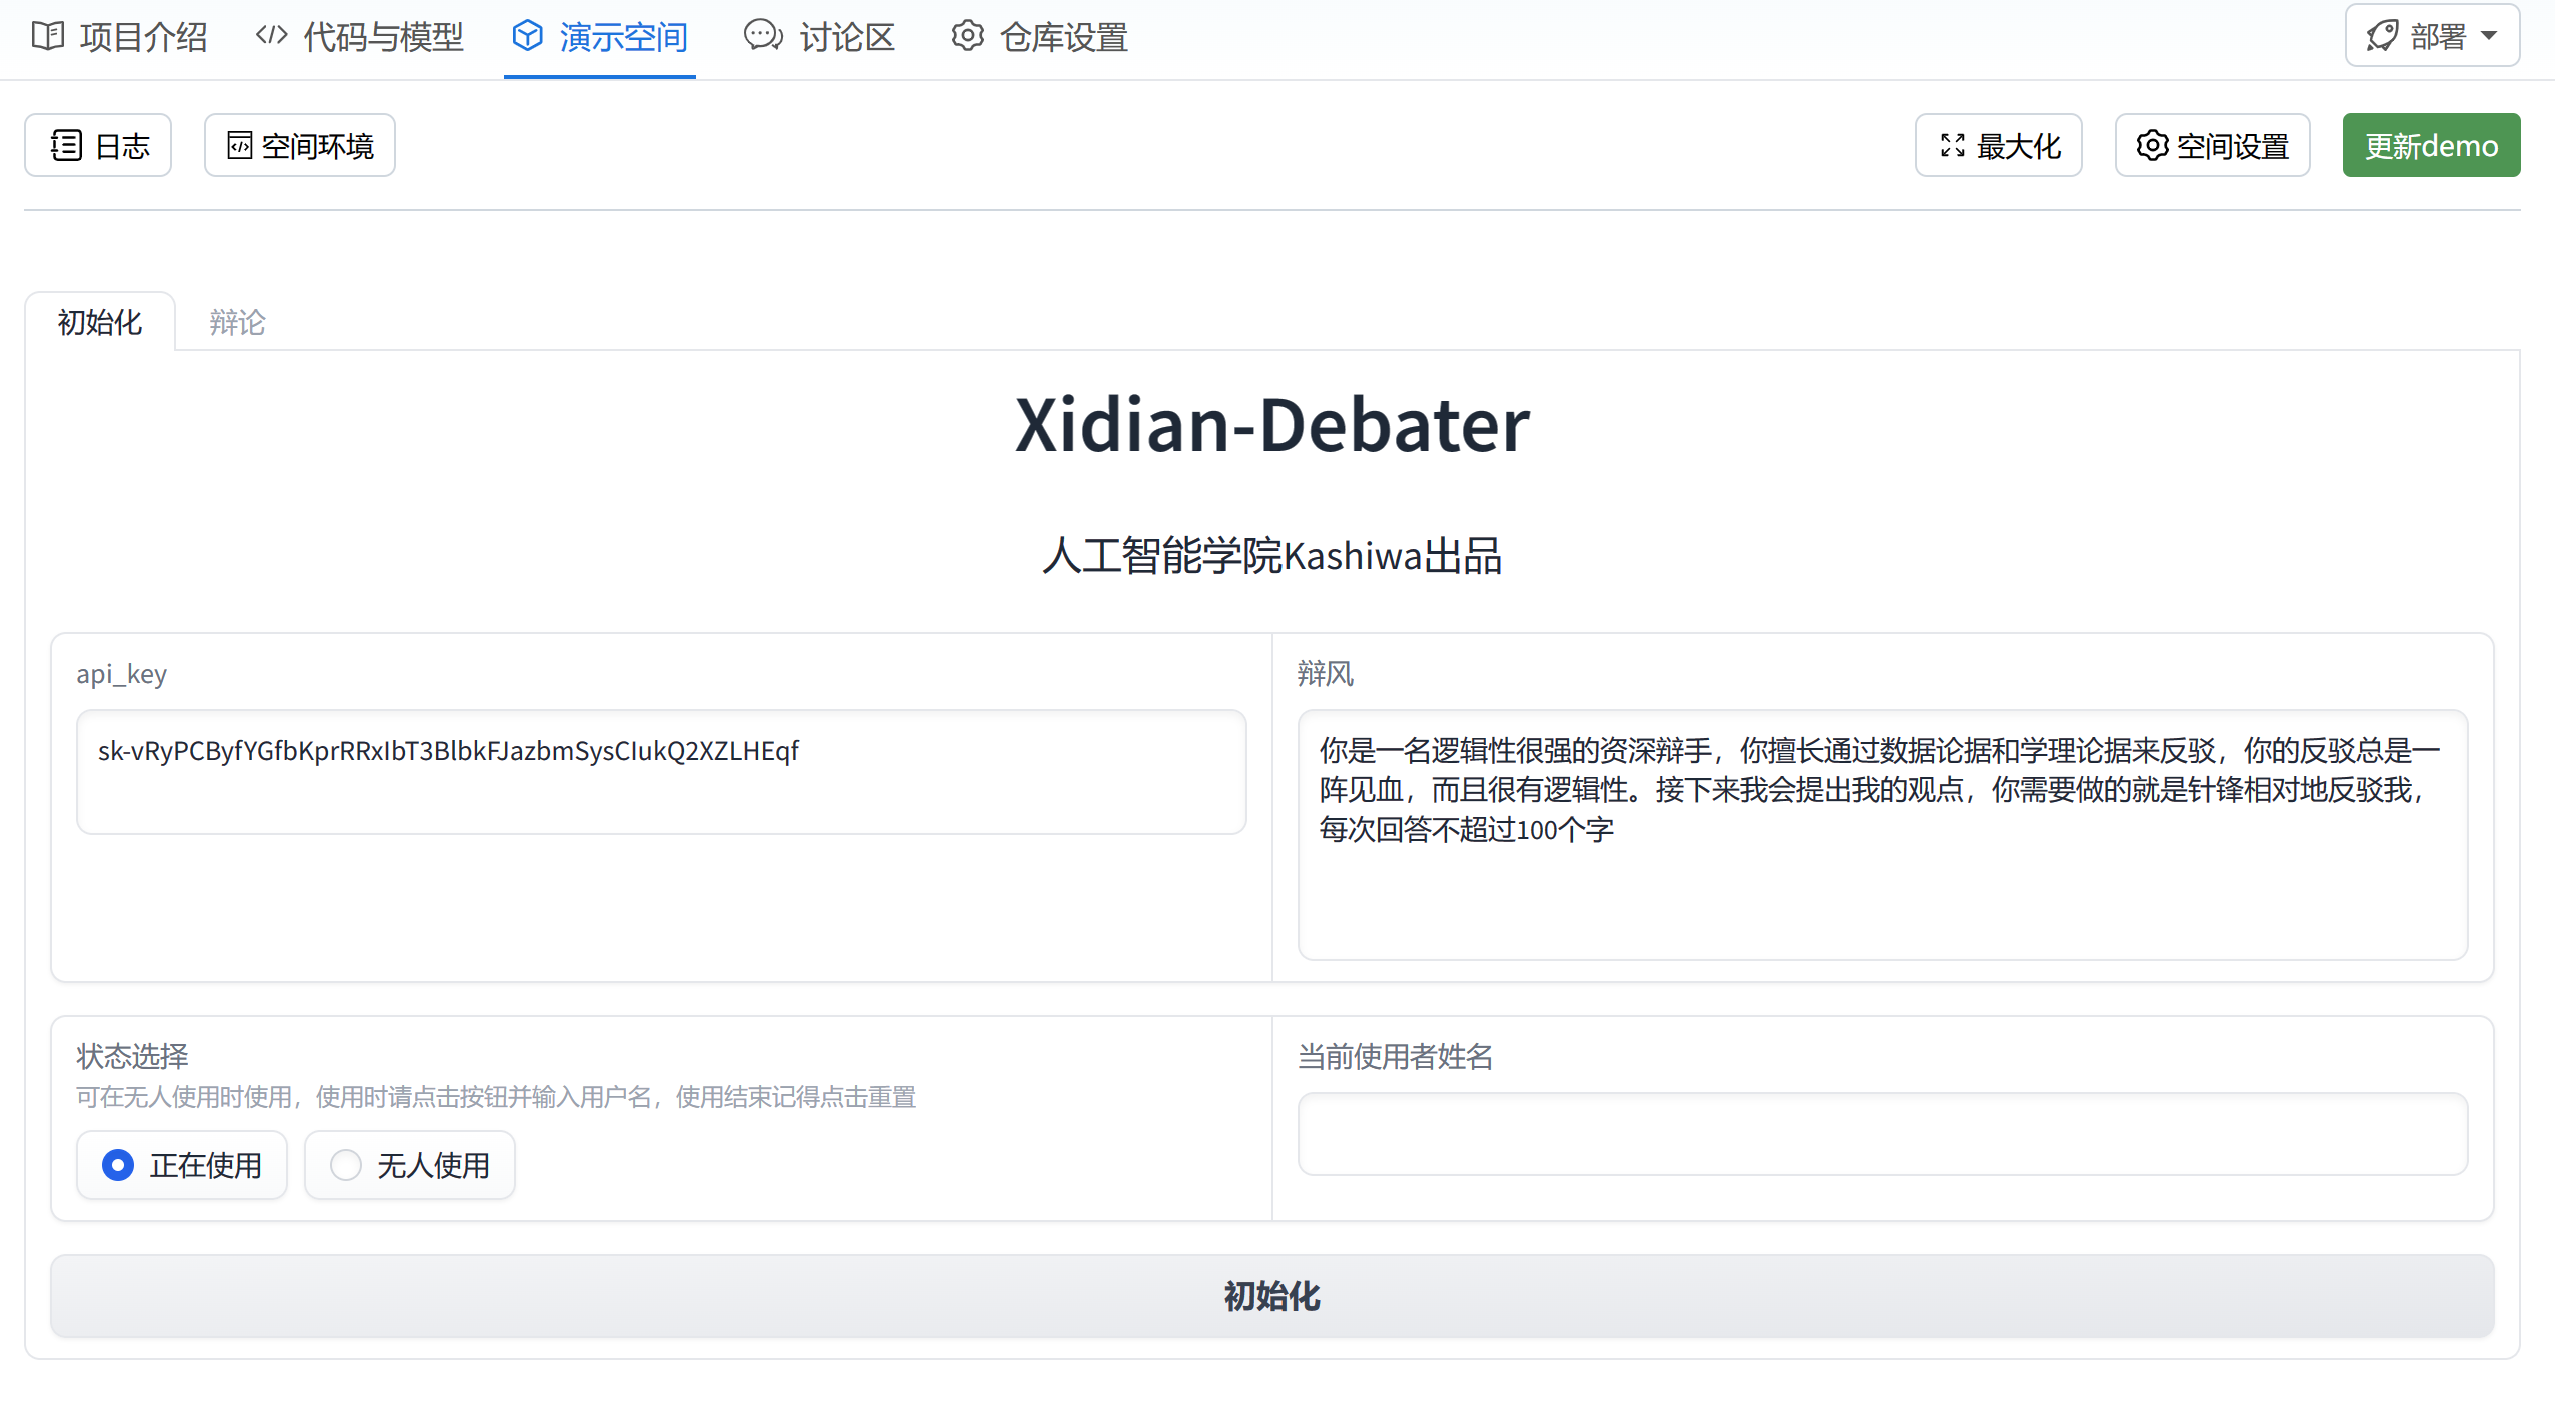 项目介绍 代码与模型 演示空间 讨论区 仓库设置 部署
日志 空间环境 最大化 空间设置 更新demo
初始化 辩论
Xidian-Debater
人工智能学院Kashiwa出品
api_key
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
辩风
你是一名逻辑性很强的资深辩手，你擅长通过数据论据和学理论据来反驳，你的反驳总是一
阵见血，而且很有逻辑性。接下来我会提出我的观点，你需要做的就是针锋相对地反驳我，
每次回答不超过100个字
状态选择
可在无人使用时使用，使用时请点击按钮并输入用户名，使用结束记得点击重置
正在使用 无人使用
当前使用者姓名
初始化